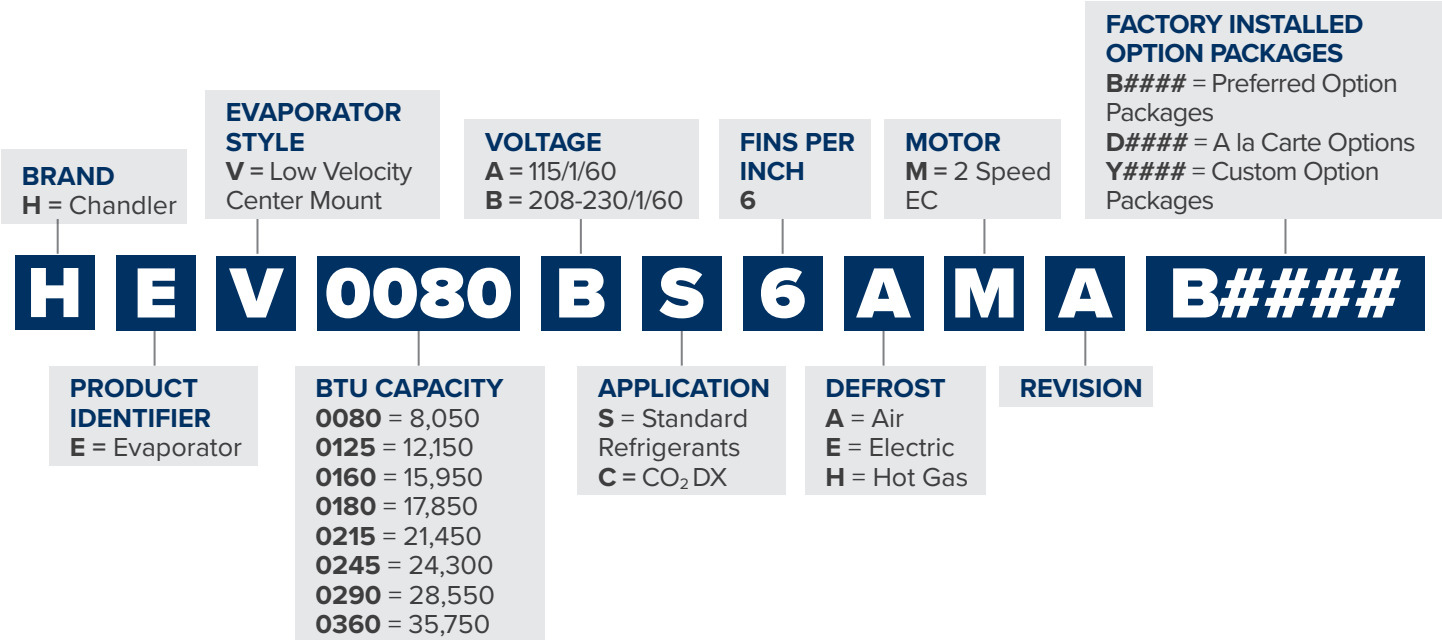 BRAND
H = Chandler
EVAPORATOR
STYLE
V = Low Velocity
Center Mount
VOLTAGE
A = 115/1/60
B = 208-230/1/60
FINS PER
INCH
6
MOTOR
M = 2 Speed
EC
FACTORY INSTALLED
OPTION PACKAGES
B#### = Preferred Option
Packages
D#### = A la Carte Options
Y#### = Custom Option
Packages
H E V 0080 B S 6 A M A B####
PRODUCT
IDENTIFIER
E = Evaporator
BTU CAPACITY
0080 = 8,050
0125 = 12,150
0160 = 15,950
0180 = 17,850
0215 = 21,450
0245 = 24,300
0290 = 28,550
0360 = 35,750
APPLICATION
S = Standard
Refrigerants
C = CO₂ DX
DEFROST
A = Air
E = Electric
H = Hot Gas
REVISION